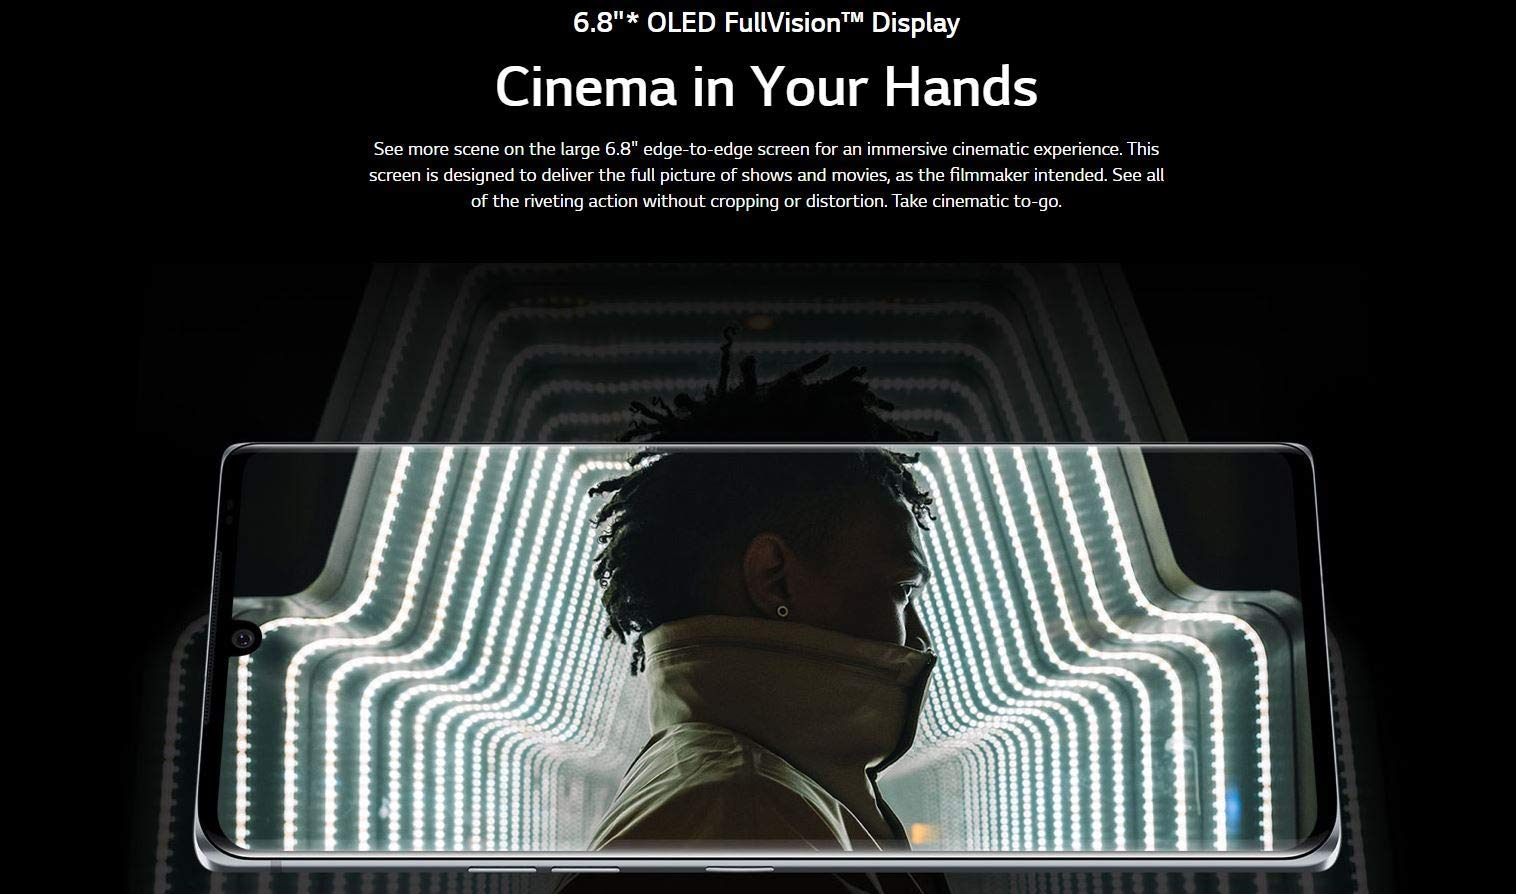 6.8"* OLED FullVision™ Display
Cinema in Your Hands
See more scene on the large 6.8" edge-to-edge screen for an immersive cinematic experience. This
screen is designed to deliver the full picture of shows and movies, as the filmmaker intended. See all
of the riveting action without cropping or distortion. Take cinematic to-go.